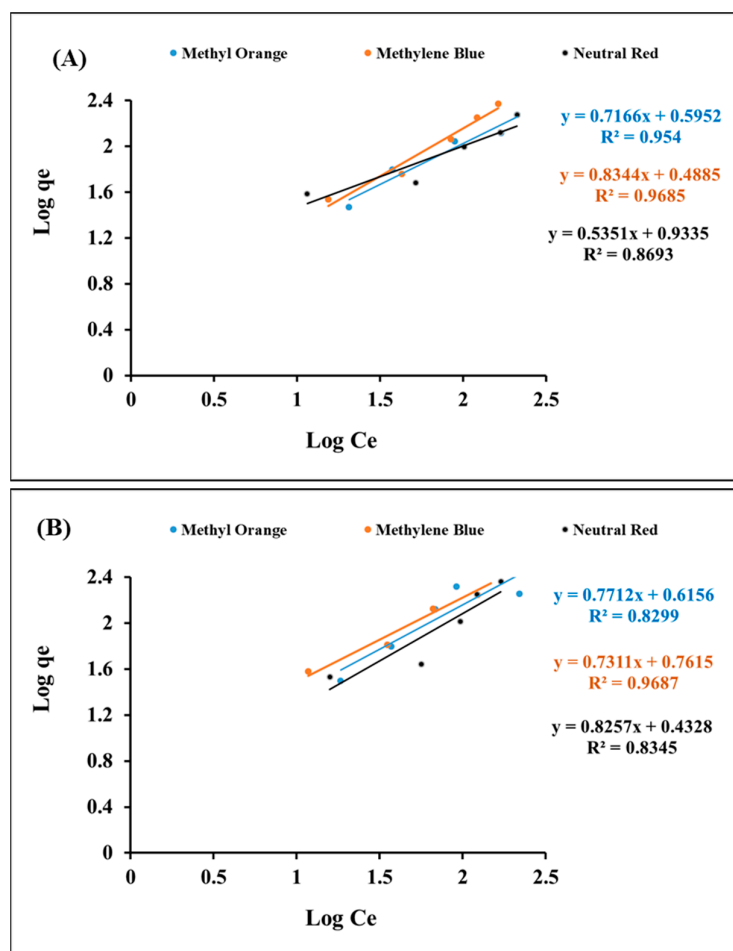 (A)
Methyl Orange Methylene Blue Neutral Red
2.4
2
1.6
1.2
0.8
0.4
0
Log qe
y = 0.7166x + 0.5952
R² = 0.954
y = 0.8344x + 0.4885
R² = 0.9685
y = 0.5351x + 0.9335
R² = 0.8693
0 0.5 1 1.5 2 2.5
Log Ce
(B)
Methyl Orange Methylene Blue Neutral Red
2.4
2
1.6
1.2
0.8
0.4
0
Log qe
y = 0.7712x + 0.6156
R² = 0.8299
y = 0.7311x + 0.7615
R² = 0.9687
y = 0.8257x + 0.4328
R² = 0.8345
0 0.5 1 1.5 2 2.5
Log Ce